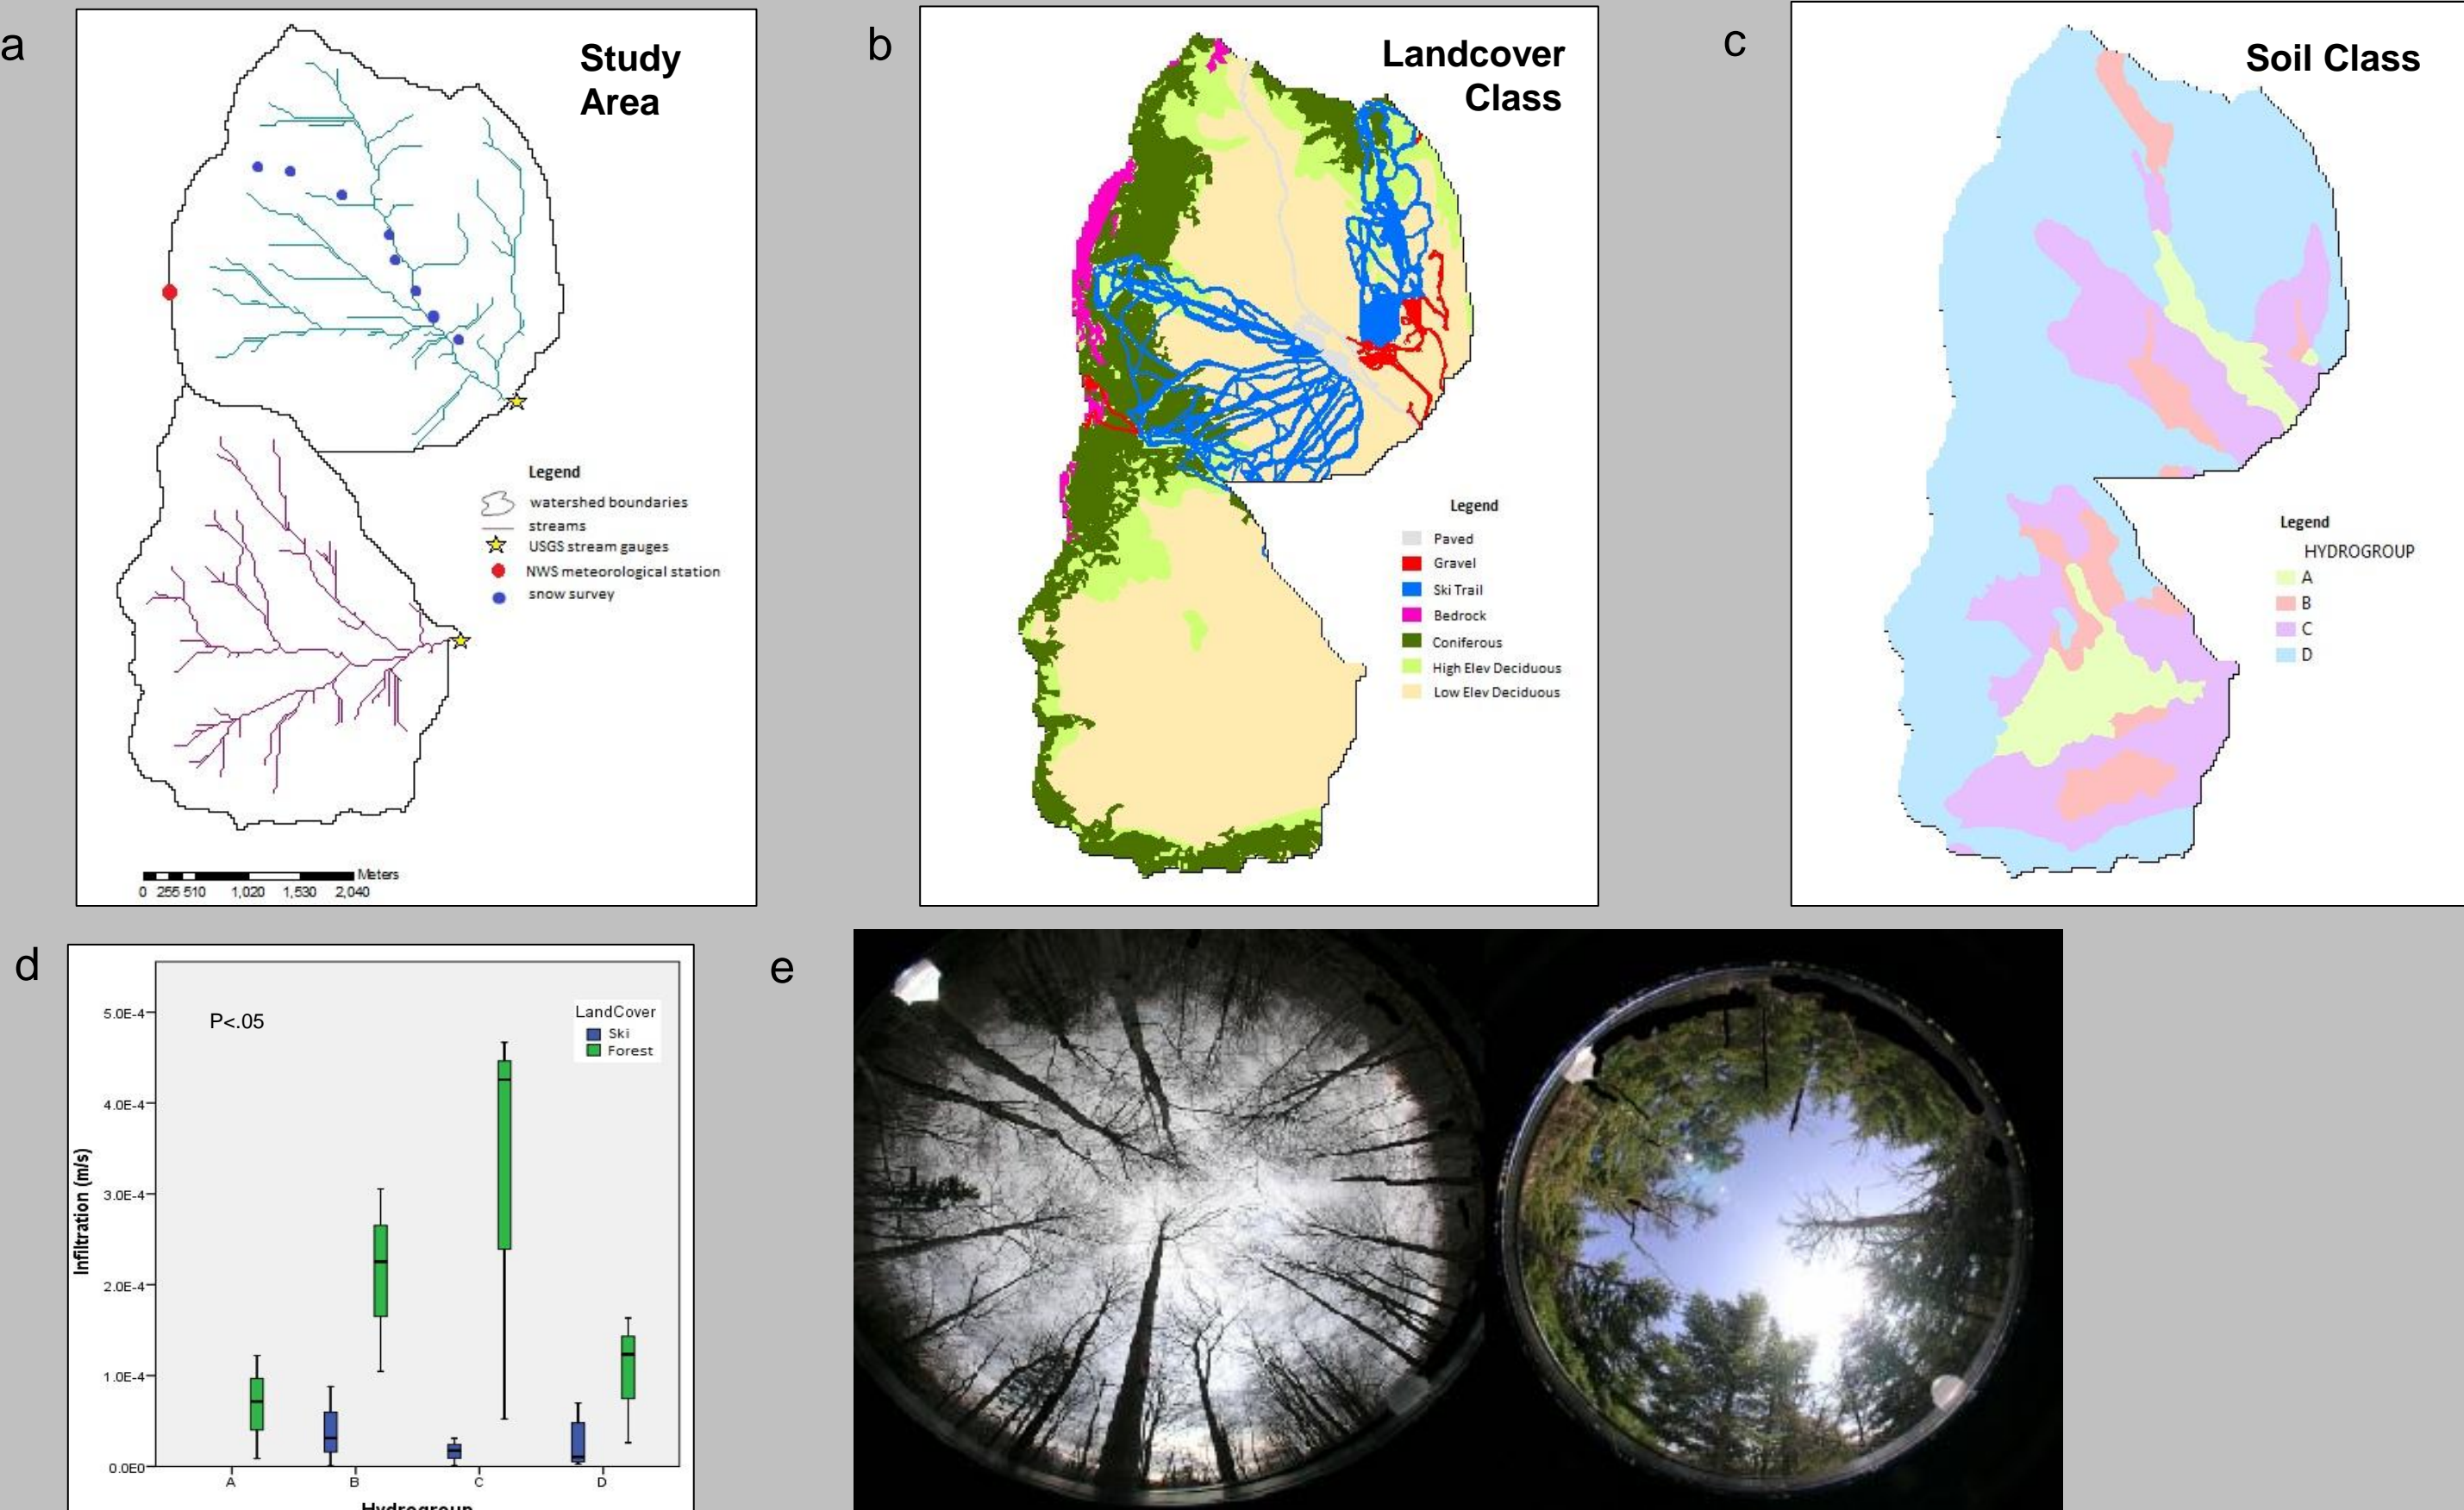 a
Study
Area
Legend
watershed boundaries
streams
USGS stream gauges
NWS meteorological station
snow survey
Meters
0 255 510 1,020 1,530 2,040
b
Landcover
Class
Legend
Paved
Gravel
Ski Trail
Bedrock
Coniferous
High Elev Deciduous
Low Elev Deciduous
c
Soil Class
Legend
HYDROGROUP
A
B
C
D
d
P<.05
LandCover
Ski
Forest
Infiltration (m/s)
5.0E-4
4.0E-4
3.0E-4
2.0E-4
1.0E-4
0.0E0
A B C D
Hydrogroup
e